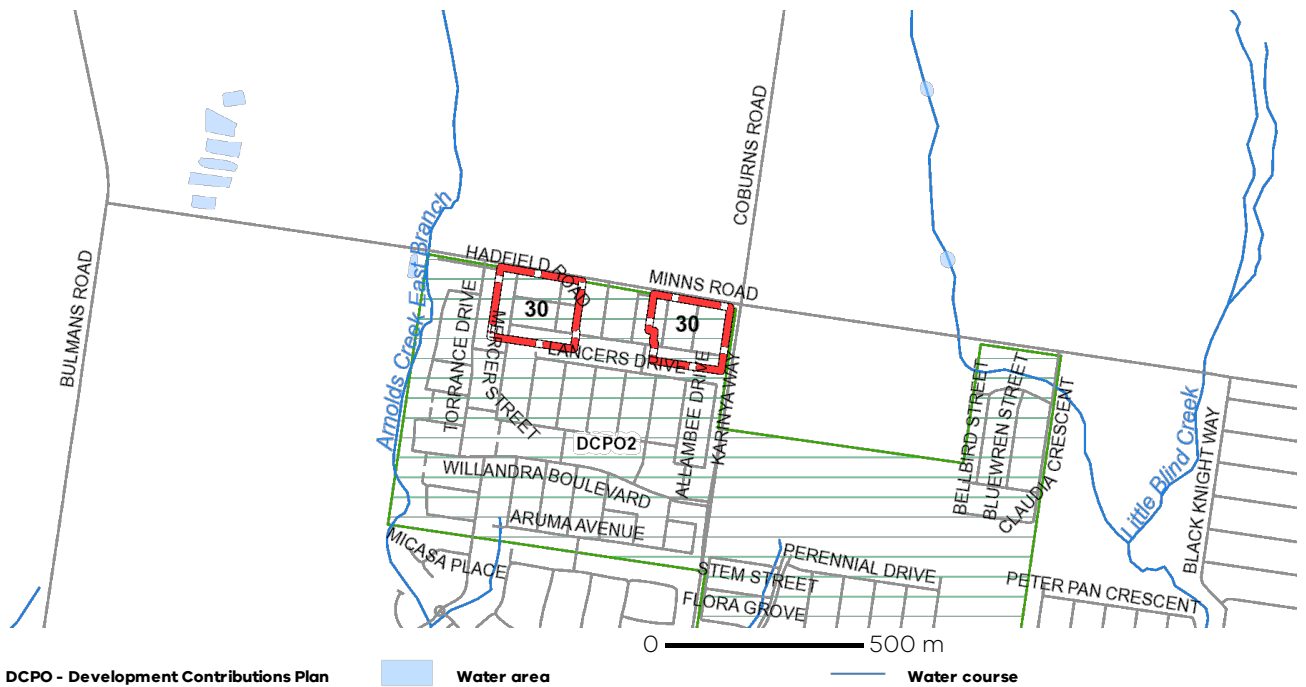 COBURNS ROAD
BULMANS ROAD
Arnolds Creek East Branch
HADFIELD ROAD
MINNS ROAD
30
30
TORRANCE DRIVE
MERCER STREET
LANCERS DRIVE
ALLAMBEE DRIVE
KARINYA WAY
DCPO2
BELLBIRD STREET
BLUEWREN STREET
CLAUDIA CRESCENT
Little Blind Creek
BLACK KNIGHT WAY
WILLANDRA BOULEVARD
ARUMA AVENUE
MICASA PLACE
STEM STREET
PERENNIAL DRIVE
FLORA GROVE
PETER PAN CRESCENT
0 500 m
DCPO - Development Contributions Plan
Water area
Water course